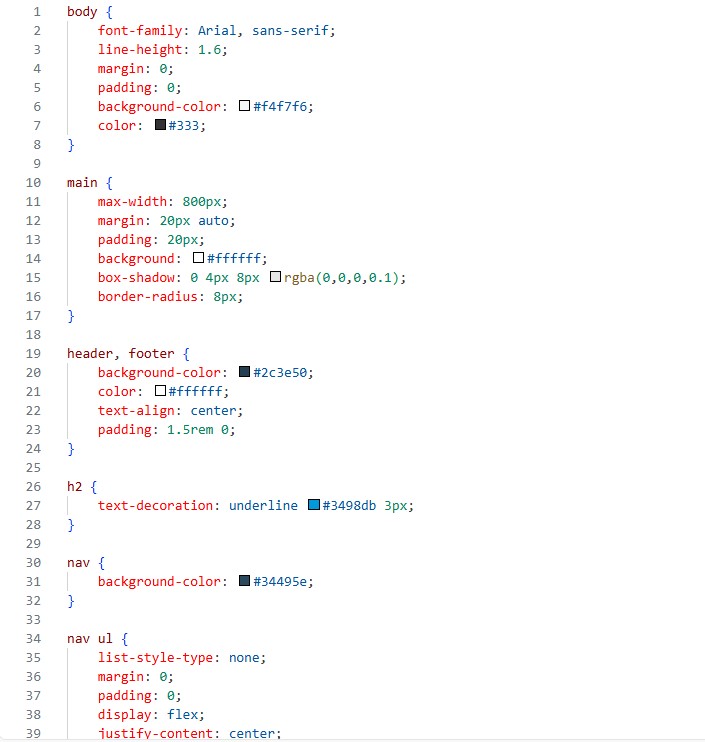 1 body {
2     font-family: Arial, sans-serif;
3     line-height: 1.6;
4     margin: 0;
5     padding: 0;
6     background-color: #f4f7f6;
7     color: #333;
8 }
9
10 main {
11     max-width: 800px;
12     margin: 20px auto;
13     padding: 20px;
14     background: #ffffff;
15     box-shadow: 0 4px 8px rgba(0,0,0,0.1);
16     border-radius: 8px;
17 }
18
19 header, footer {
20     background-color: #2c3e50;
21     color: #ffffff;
22     text-align: center;
23     padding: 1.5rem 0;
24 }
25
26 h2 {
27     text-decoration: underline #3498db 3px;
28 }
29
30 nav {
31     background-color: #34495e;
32 }
33
34 nav ul {
35     list-style-type: none;
36     margin: 0;
37     padding: 0;
38     display: flex;
39     justify-content: center;